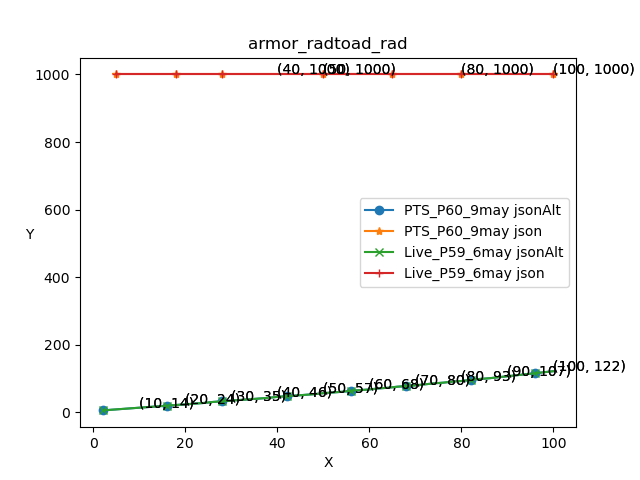 armor_radtoad_rad
1000
(40, 1000)
(50, 1000)
(80, 1000)
(100, 1000)
800
600
PTS_P60_9may jsonAlt
PTS_P60_9may json
Live_P59_6may jsonAlt
Live_P59_6may json
Y
400
200
0
(10, 14)
(20, 24)
(30, 35)
(40, 46)
(50, 57)
(60, 68)
(70, 80)
(80, 93)
(90, 107)
(100, 122)
0 20 40 60 80 100
X